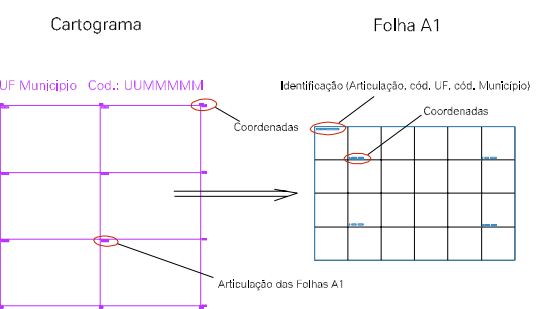 Cartograma
Folha A1
UF Município Cod.: UUMMMMM
Identificação (Articulação, cód. UF, cód. Município)
Coordenadas
Coordenadas
Articulação das Folhas A1